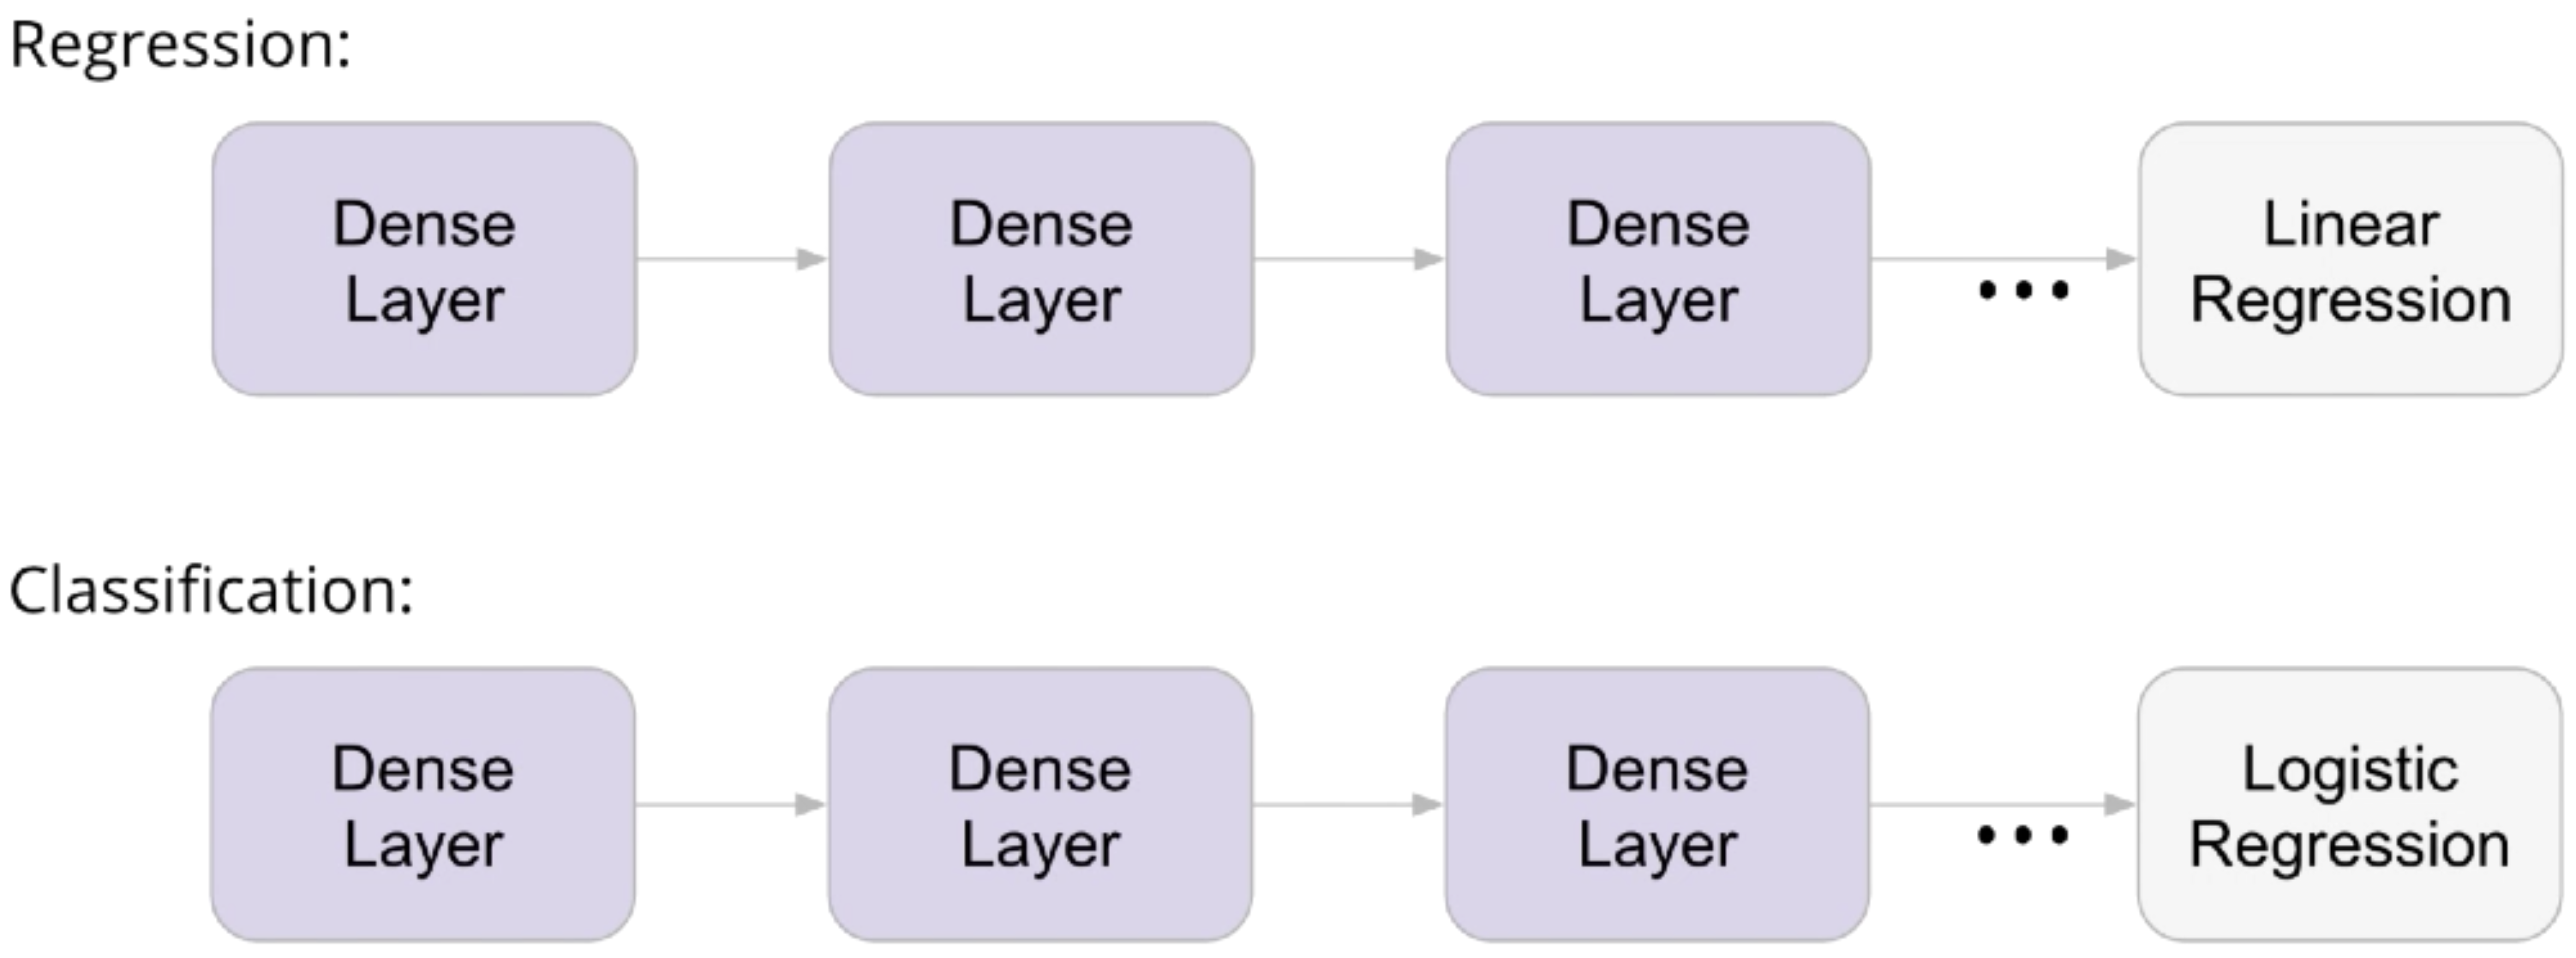 Regression:
Dense
Layer
Dense
Layer
Dense
Layer
...
Linear
Regression
Classification:
Dense
Layer
Dense
Layer
Dense
Layer
...
Logistic
Regression